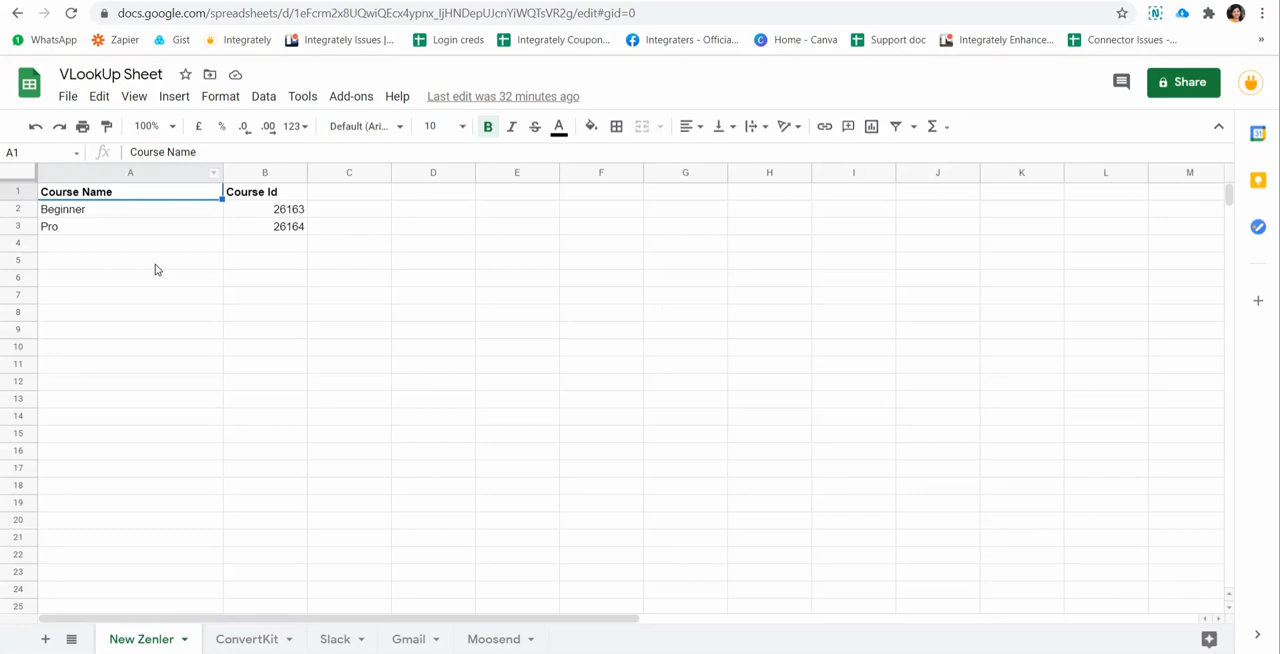 docs.google.com/spreadsheets/d/1eFcrm2x8UQwiQEcx4ypnx_IjHNDepUJcnYiWQTsVR2g/edit#gid=0
WhatsApp Zapier Gist Integrately Integrately Issues |... Login creds Integrately Coupon... Integraters - Officia... Home - Canva Support doc Integrately Enhance... Connector Issues -... »
VLookUp Sheet
File Edit View Insert Format Data Tools Add-ons Help Last edit was 32 minutes ago
Share
100% £ % .0 .00 123 Default (Ari... 10 B I S A Σ
31
A1 fx Course Name
A B C D E F G H I J K L M
1 Course Name Course Id
2 Beginner 26163
3 Pro 26164
4
5
6
7
8
9
10
11
12
13
14
15
16
17
18
19
20
21
22
23
24
25
New Zenler ConvertKit Slack Gmail Moosend